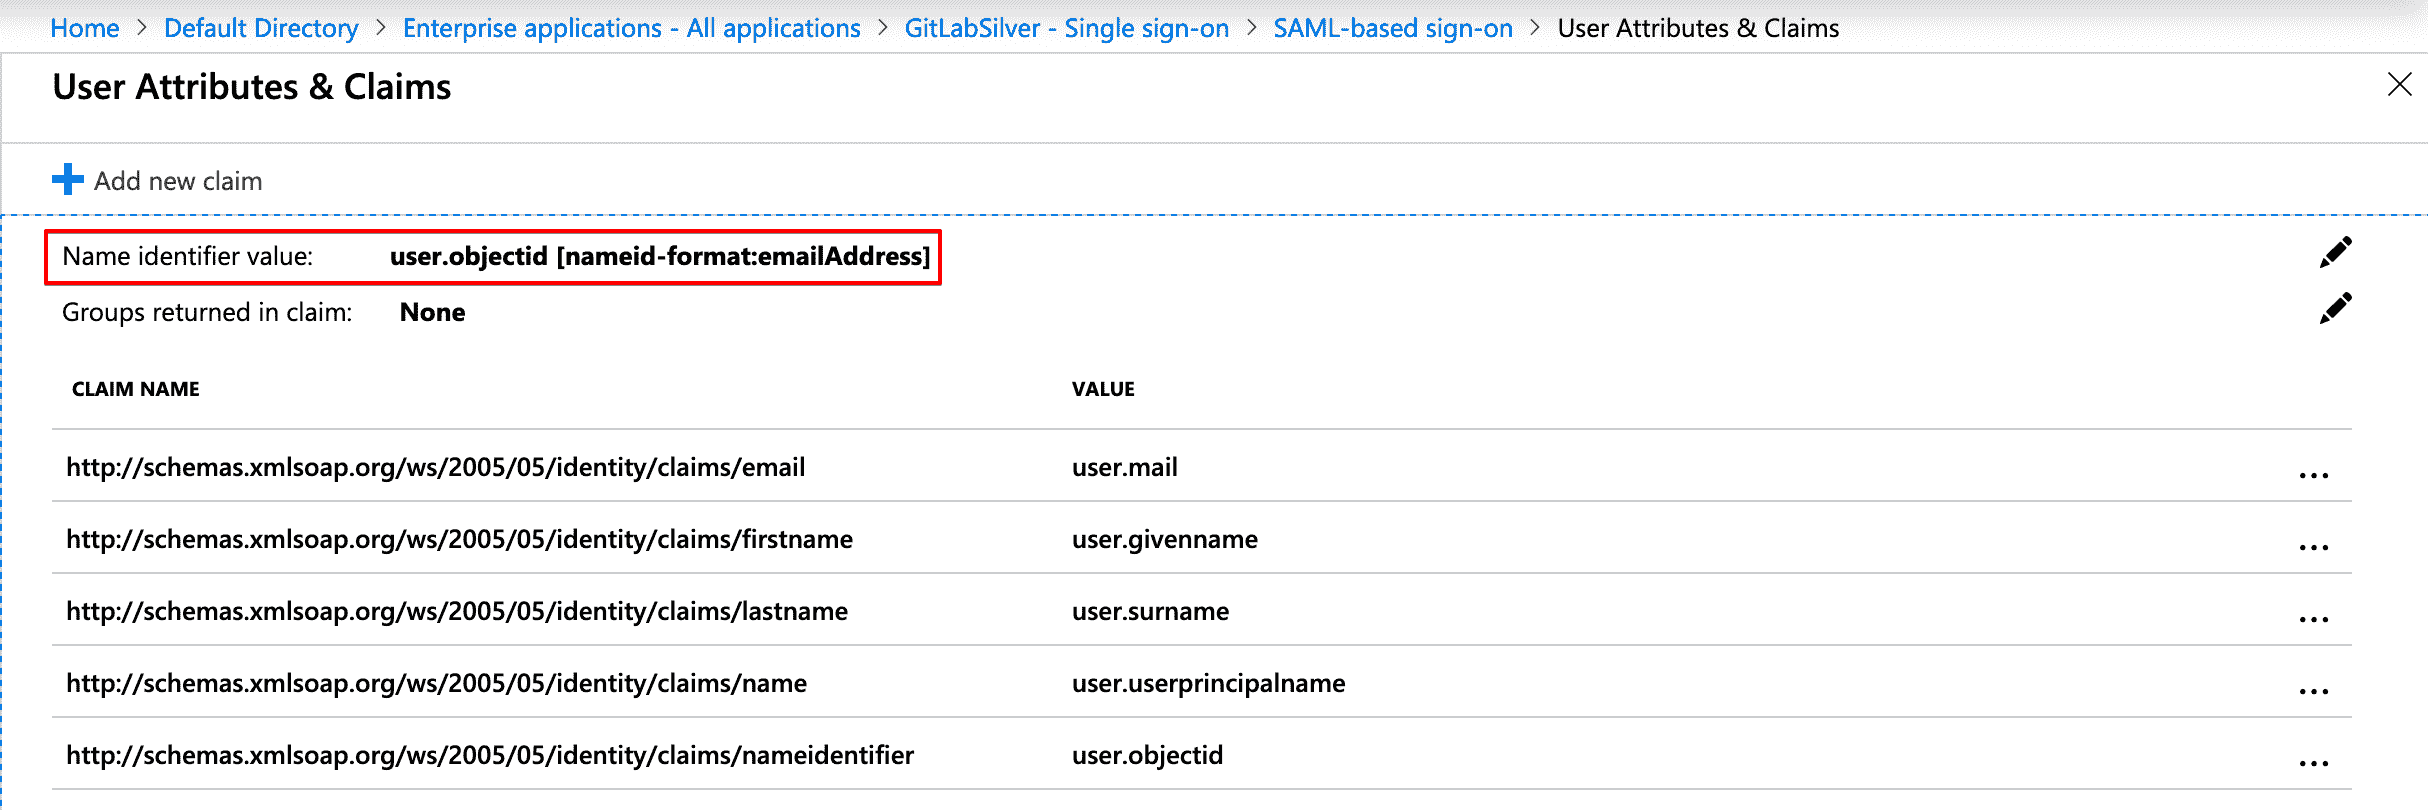 Home > Default Directory > Enterprise applications - All applications > GitLabSilver - Single sign-on > SAML-based sign-on > User Attributes & Claims
User Attributes & Claims
Add new claim
Name identifier value: user.objectid [nameid-format:emailAddress]
Groups returned in claim: None
CLAIM NAME VALUE
http://schemas.xmlsoap.org/ws/2005/05/identity/claims/email user.mail ...
http://schemas.xmlsoap.org/ws/2005/05/identity/claims/firstname user.givenname ...
http://schemas.xmlsoap.org/ws/2005/05/identity/claims/lastname user.surname ...
http://schemas.xmlsoap.org/ws/2005/05/identity/claims/name user.userprincipalname ...
http://schemas.xmlsoap.org/ws/2005/05/identity/claims/nameidentifier user.objectid ...